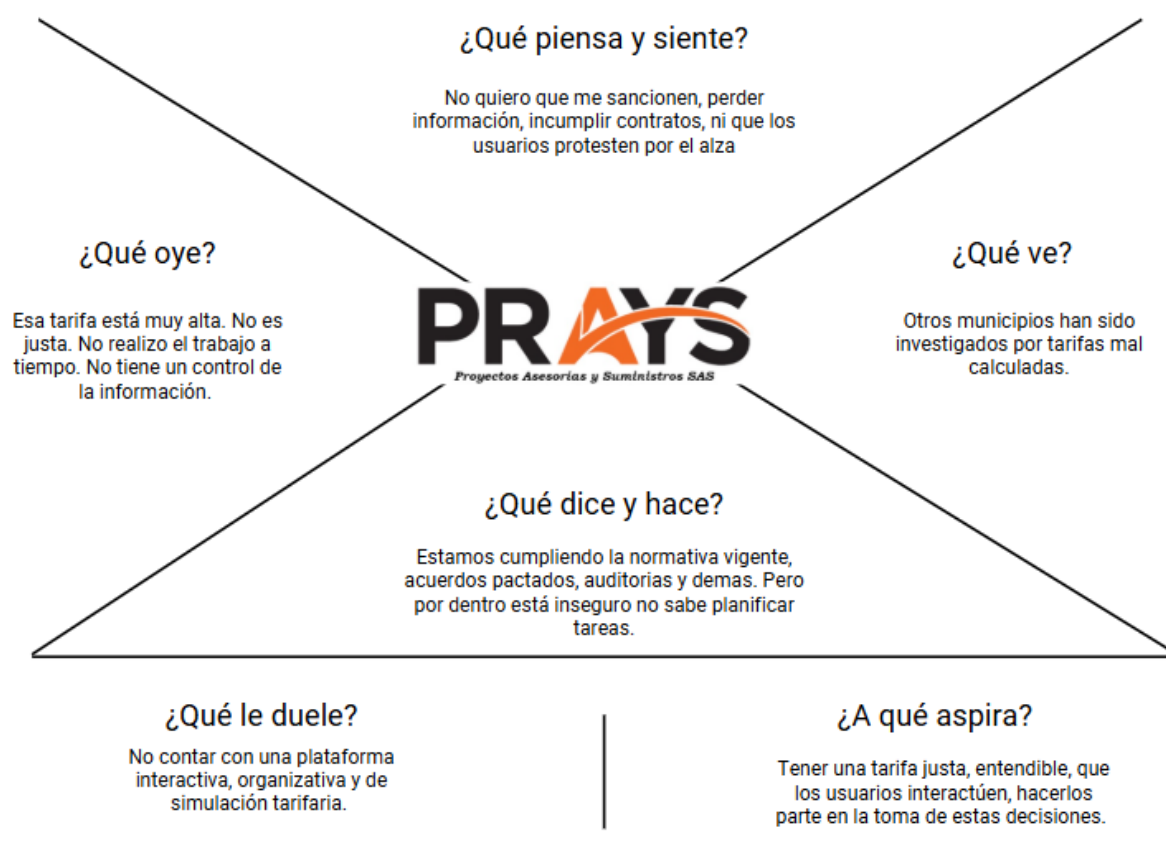 ¿Qué piensa y siente?
No quiero que me sancionen, perder
información, incumplir contratos, ni que los
usuarios protesten por el alza
¿Qué oye?
Esa tarifa está muy alta. No es
justa. No realizo el trabajo a
tiempo. No tiene un control de
la información.
PRAYS
Proyectos Asesorias y Suministros SAS
¿Qué ve?
Otros municipios han sido
investigados por tarifas mal
calculadas.
¿Qué dice y hace?
Estamos cumpliendo la normativa vigente,
acuerdos pactados, auditorias y demas. Pero
por dentro está inseguro no sabe planificar
tareas.
¿Qué le duele?
No contar con una plataforma
interactiva, organizativa y de
simulación tarifaria.
¿A qué aspira?
Tener una tarifa justa, entendible, que
los usuarios interactúen, hacerlos
parte en la toma de estas decisiones.